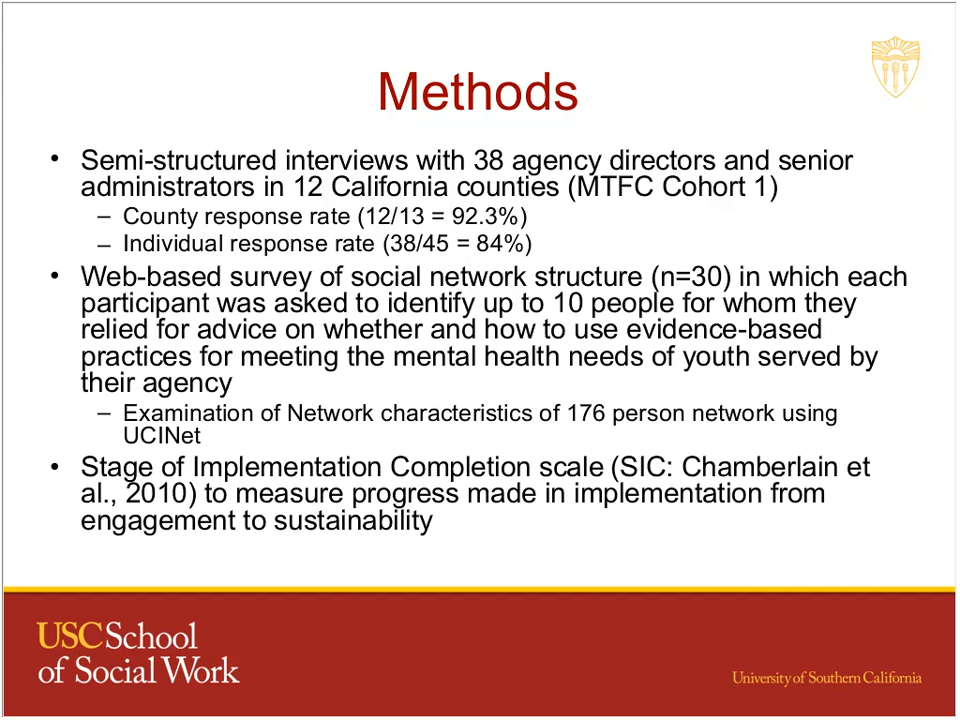 Methods
• Semi-structured interviews with 38 agency directors and senior
administrators in 12 California counties (MTFC Cohort 1)
– County response rate (12/13 = 92.3%)
– Individual response rate (38/45 = 84%)
• Web-based survey of social network structure (n=30) in which each
participant was asked to identify up to 10 people for whom they
relied for advice on whether and how to use evidence-based
practices for meeting the mental health needs of youth served by
their agency
– Examination of Network characteristics of 176 person network using
UCINet
• Stage of Implementation Completion scale (SIC: Chamberlain et
al., 2010) to measure progress made in implementation from
engagement to sustainability
USC School
of Social Work
University of Southern California